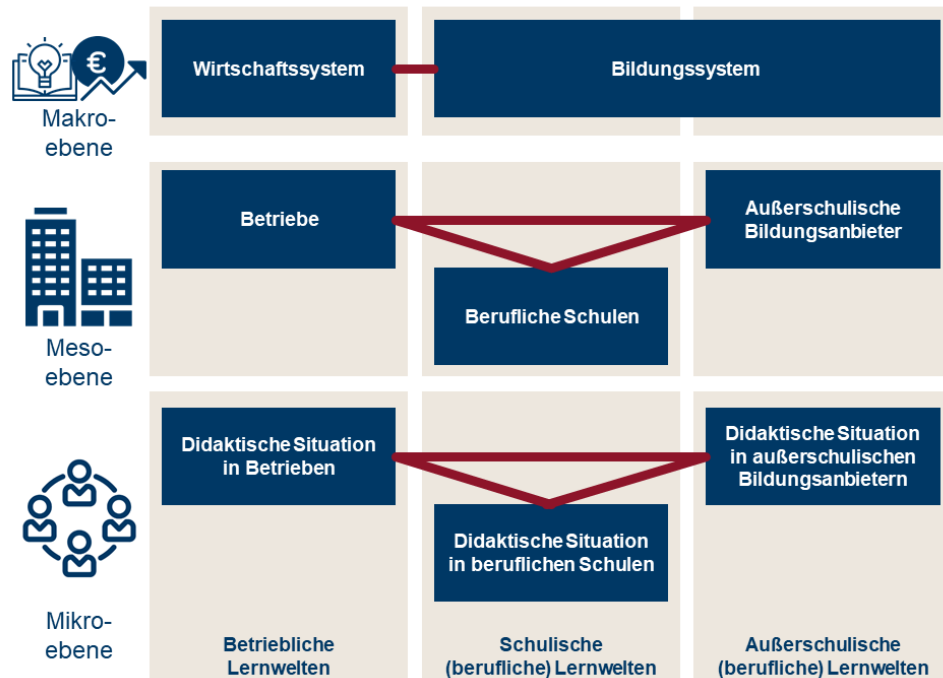 €
Wirtschaftssystem
Bildungssystem
Makro-
ebene
Betriebe
Außerschulische
Bildungsanbieter
Berufliche Schulen
Meso-
ebene
Didaktische Situation
in Betrieben
Didaktische Situation
in außerschulischen
Bildungsanbietern
Didaktische Situation
in beruflichen Schulen
Mikro-
ebene
Betriebliche
Lernwelten
Schulische
(berufliche) Lernwelten
Außerschulische
(berufliche) Lernwelten